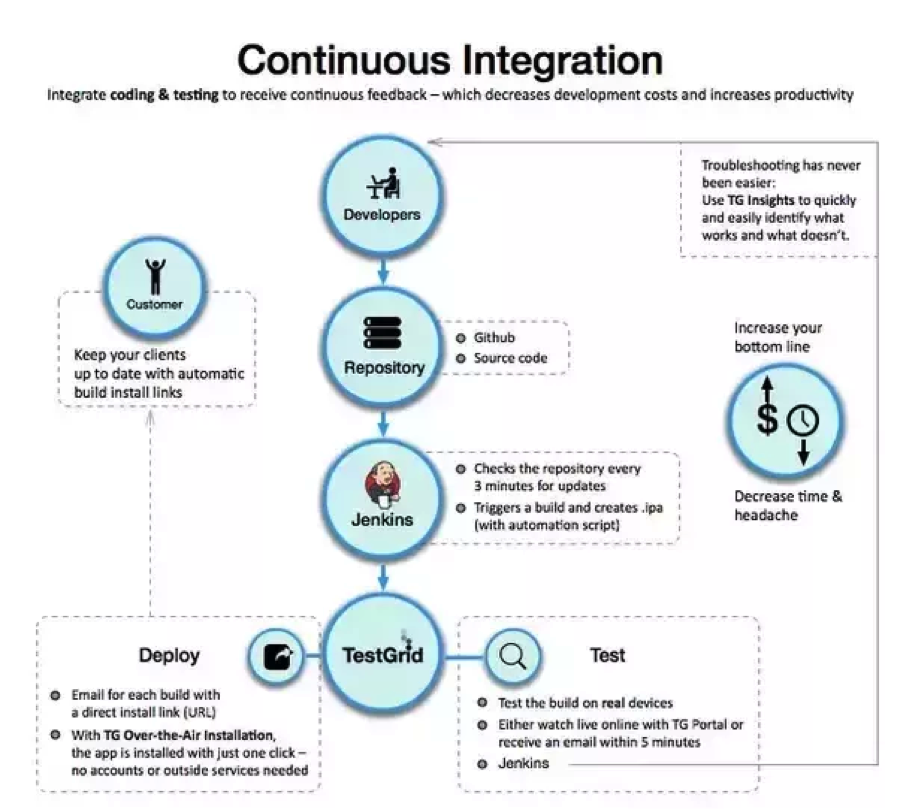 Continuous Integration
Integrate coding & testing to receive continuous feedback – which decreases development costs and increases productivity
Developers
Troubleshooting has never
been easier:
Use TG Insights to quickly
and easily identify what
works and what doesn't.
Customer
Keep your clients
up to date with automatic
build install links
Repository
Github
Source code
Increase your
bottom line
$
Decrease time &
headache
Jenkins
Checks the repository every
3 minutes for updates
Triggers a build and creates .ipa
(with automation script)
TestGrid
Deploy
Email for each build with
a direct install link (URL)
With TG Over-the-Air Installation,
the app is installed with just one click –
no accounts or outside services needed
Test
Test the build on real devices
Either watch live online with TG Portal or
receive an email within 5 minutes
Jenkins